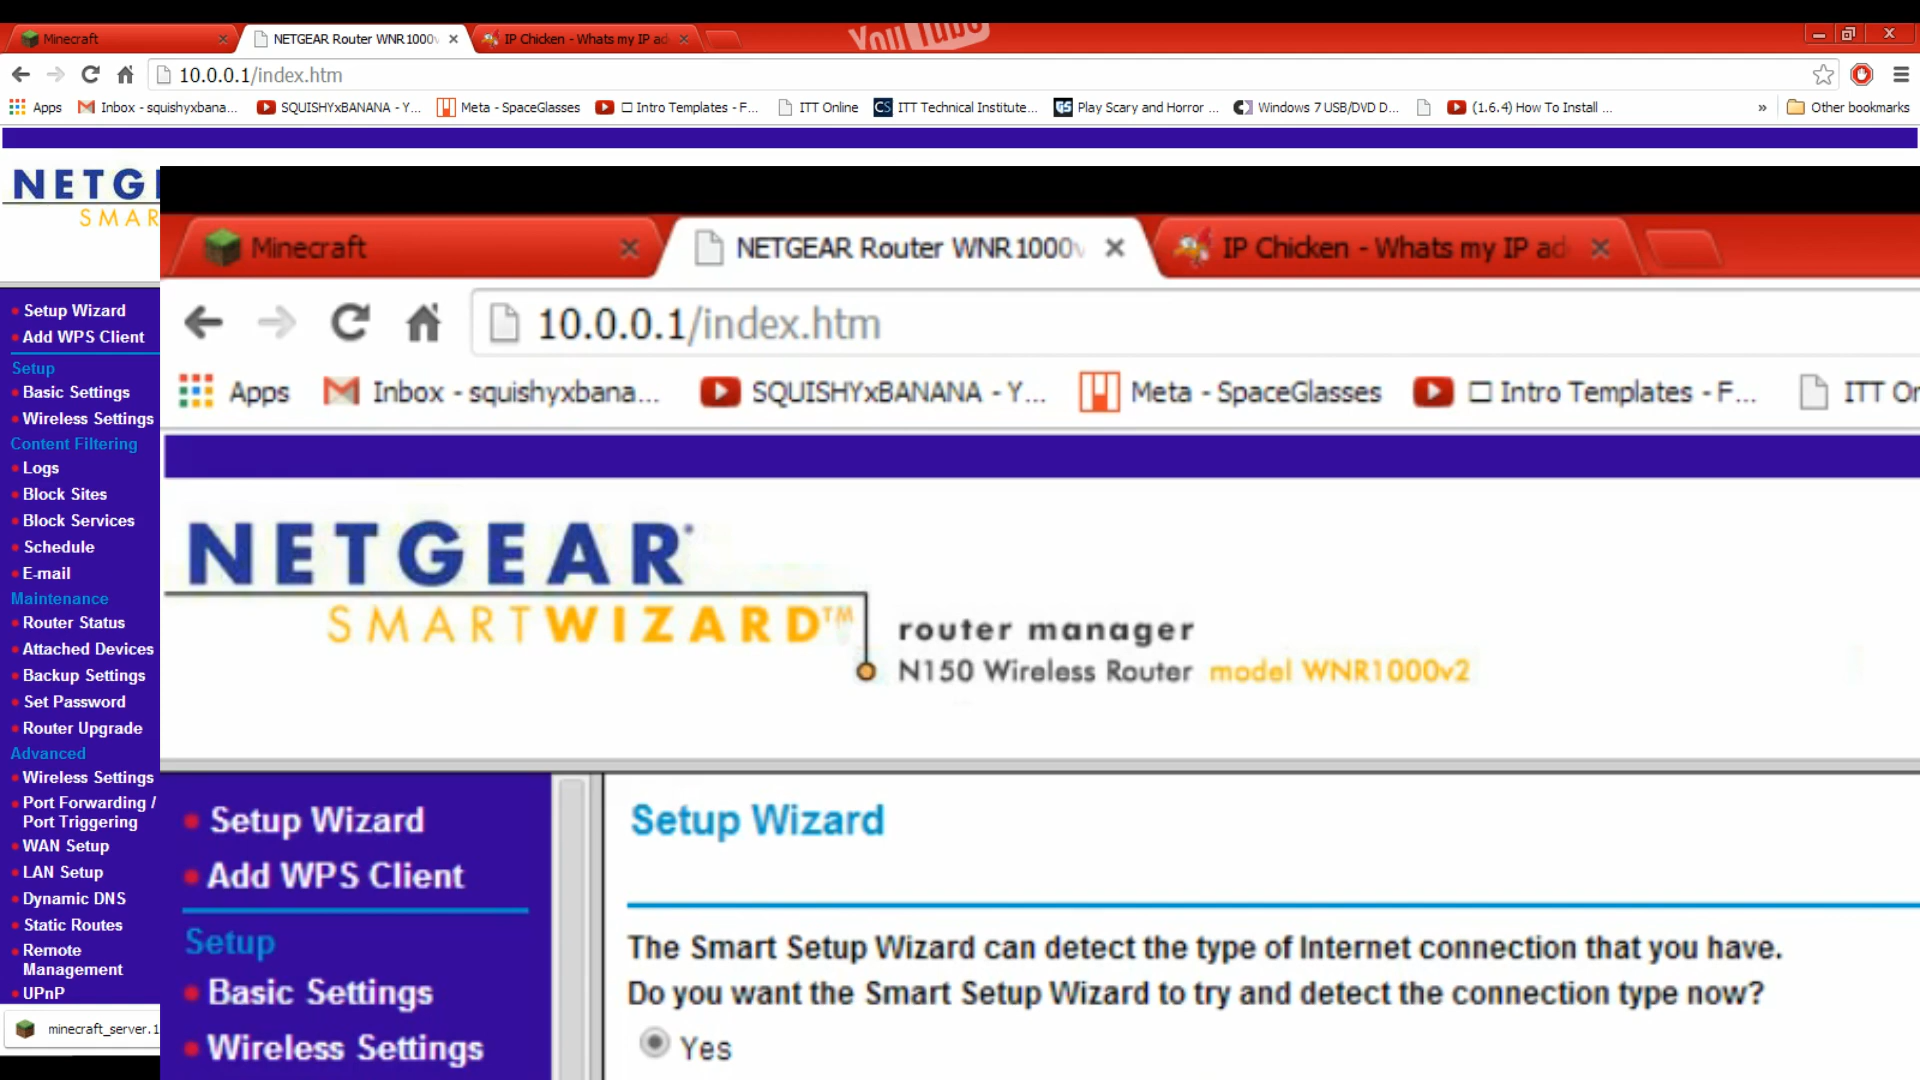 Minecraft
NETGEAR Router WNR1000v
IP Chicken - Whats my IP ad
YouTube
10.0.0.1/index.htm
Apps
Inbox - squishyxbana...
SQUISHYxBANANA - Y...
Meta - SpaceGlasses
Intro Templates - F...
ITT Online
ITT Technical Institute...
Play Scary and Horror ...
Windows 7 USB/DVD D...
(1.6.4) How To Install ...
»
Other bookmarks
NETG
SMAR
Setup Wizard
Add WPS Client
Setup
Basic Settings
Wireless Settings
Content Filtering
Logs
Block Sites
Block Services
Schedule
E-mail
Maintenance
Router Status
Attached Devices
Backup Settings
Set Password
Router Upgrade
Advanced
Wireless Settings
Port Forwarding /
Port Triggering
WAN Setup
LAN Setup
Dynamic DNS
Static Routes
Remote
Management
UPnP
minecraft_server.1
Minecraft
NETGEAR Router WNR1000v
IP Chicken - Whats my IP ad
10.0.0.1/index.htm
Apps
Inbox - squishyxbana...
SQUISHYxBANANA - Y...
Meta - SpaceGlasses
Intro Templates - F...
ITT Or
NETGEAR
SMARTWIZARD™
router manager
N150 Wireless Router model WNR1000v2
Setup Wizard
Add WPS Client
Setup
Basic Settings
Wireless Settings
Setup Wizard
The Smart Setup Wizard can detect the type of Internet connection that you have.
Do you want the Smart Setup Wizard to try and detect the connection type now?
Yes